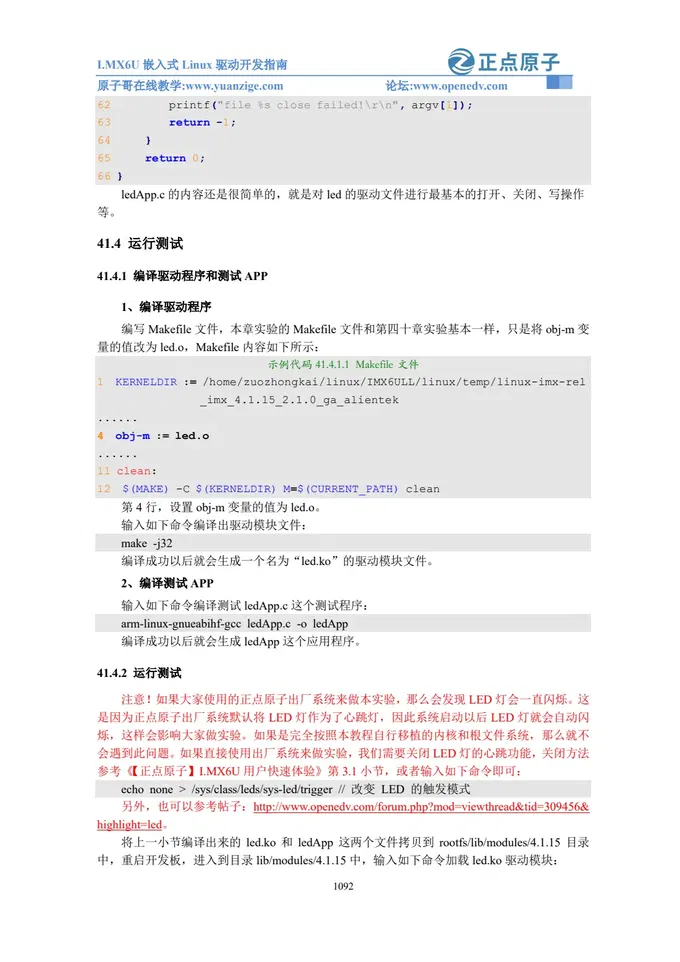 I.MX6U 嵌入式 Linux 驱动开发指南
正点原子
原子哥在线教学:www.yuanzige.com 论坛:www.openedv.com
62 printf("file %s close failed!\r\n", argv[1]);
63 return -1;
64 }
65 return 0;
66 }
ledApp.c 的内容还是很简单的，就是对 led 的驱动文件进行最基本的打开、关闭、写操作
等。
41.4 运行测试
41.4.1 编译驱动程序和测试 APP
1、编译驱动程序
编写 Makefile 文件，本章实验的 Makefile 文件和第四十章实验基本一样，只是将 obj-m 变
量的值改为 led.o，Makefile 内容如下所示：
示例代码 41.4.1.1 Makefile 文件
1 KERNELDIR := /home/zuozhongkai/linux/IMX6ULL/linux/temp/linux-imx-rel
_imx_4.1.15_2.1.0_ga_alientek
......
4 obj-m := led.o
......
11 clean:
12 $(MAKE) -C $(KERNELDIR) M=$(CURRENT_PATH) clean
第 4 行，设置 obj-m 变量的值为 led.o。
输入如下命令编译出驱动模块文件：
make -j32
编译成功以后就会生成一个名为“led.ko”的驱动模块文件。
2、编译测试 APP
输入如下命令编译测试 ledApp.c 这个测试程序：
arm-linux-gnueabihf-gcc ledApp.c -o ledApp
编译成功以后就会生成 ledApp 这个应用程序。
41.4.2 运行测试
注意！如果大家使用的正点原子出厂系统来做本实验，那么会发现 LED 灯会一直闪烁。这
是因为正点原子出厂系统默认将 LED 灯作为了心跳灯，因此系统启动以后 LED 灯就会自动闪
烁，这样会影响大家做实验。如果是完全按照本教程自行移植的内核和根文件系统，那么就不
会遇到此问题。如果直接使用出厂系统来做实验，我们需要关闭 LED 灯的心跳功能，关闭方法
参考《【正点原子】I.MX6U 用户快速体验》第 3.1 小节，或者输入如下命令即可：
echo none > /sys/class/leds/sys-led/trigger // 改变 LED 的触发模式
另外，也可以参考帖子：http://www.openedv.com/forum.php?mod=viewthread&tid=309456&
highlight=led。
将上一小节编译出来的 led.ko 和 ledApp 这两个文件拷贝到 rootfs/lib/modules/4.1.15 目录
中，重启开发板，进入到目录 lib/modules/4.1.15 中，输入如下命令加载 led.ko 驱动模块：
1092